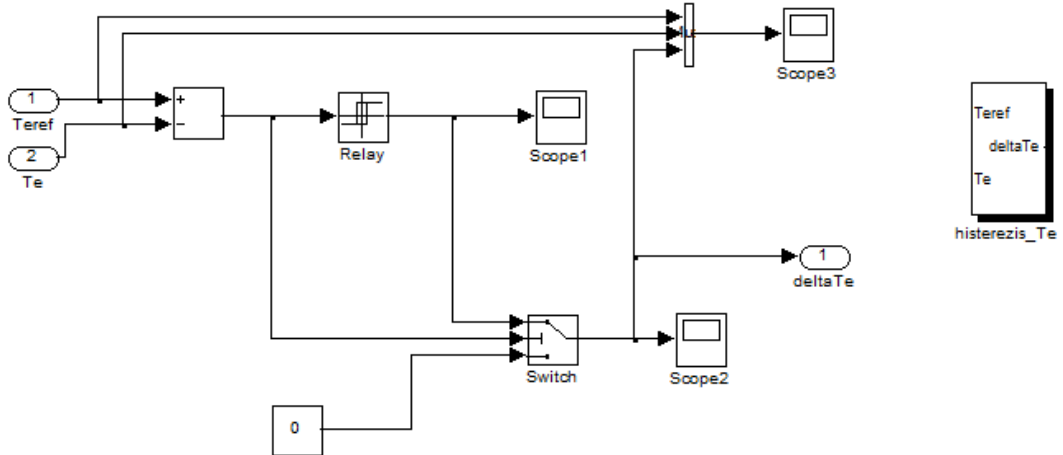 Scope3
1
Teref
+
−
2
Te
Relay
Scope1
Teref
deltaTe
Te
histerezis_Te
1
deltaTe
Switch
Scope2
0